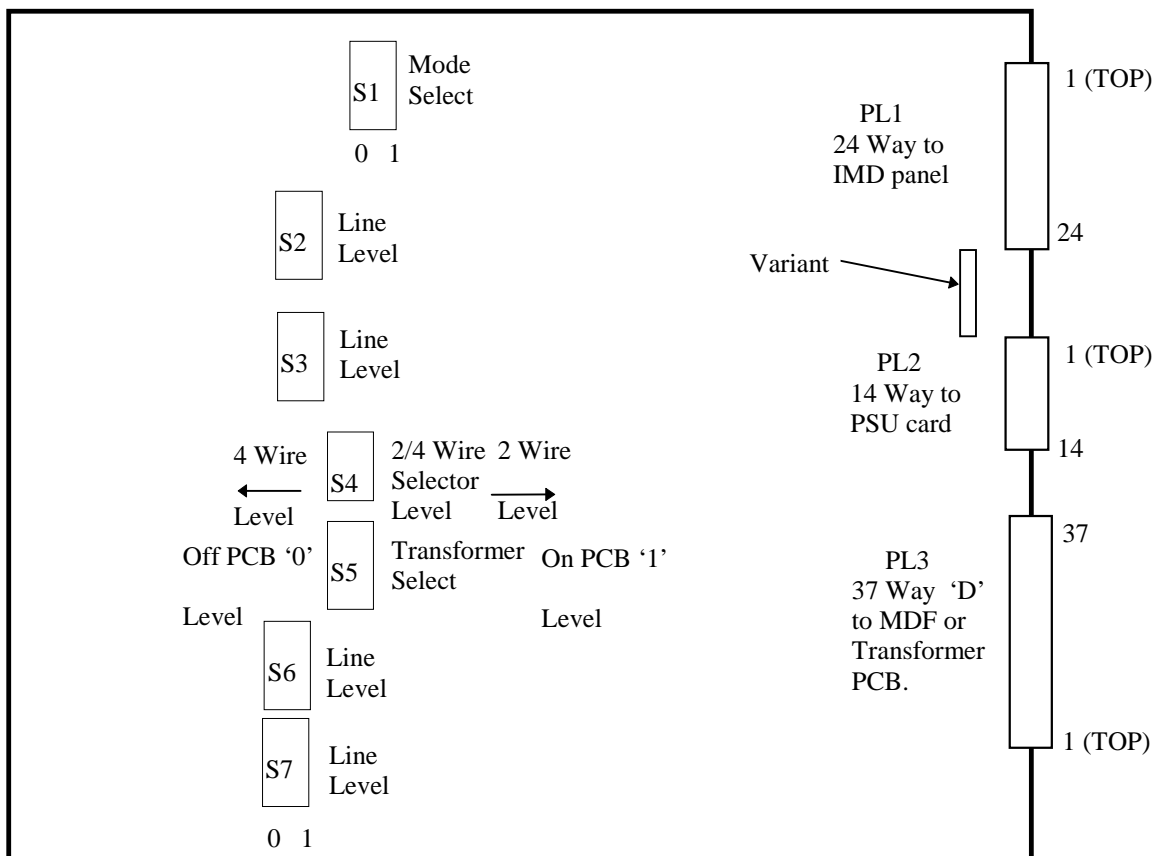 S1
Mode
Select
0 1
S2
Line
Level
S3
Line
Level
4 Wire
Level
S4
2/4 Wire
Selector
Level
2 Wire
Level
Off PCB ‘0’
Level
S5
Transformer
Select
On PCB ‘1’
Level
S6
Line
Level
S7
Line
Level
0 1
PL1
24 Way to
IMD panel
1 (TOP)
24
Variant
PL2
14 Way to
PSU card
1 (TOP)
14
PL3
37 Way ‘D’
to MDF or
Transformer
PCB.
37
1 (TOP)